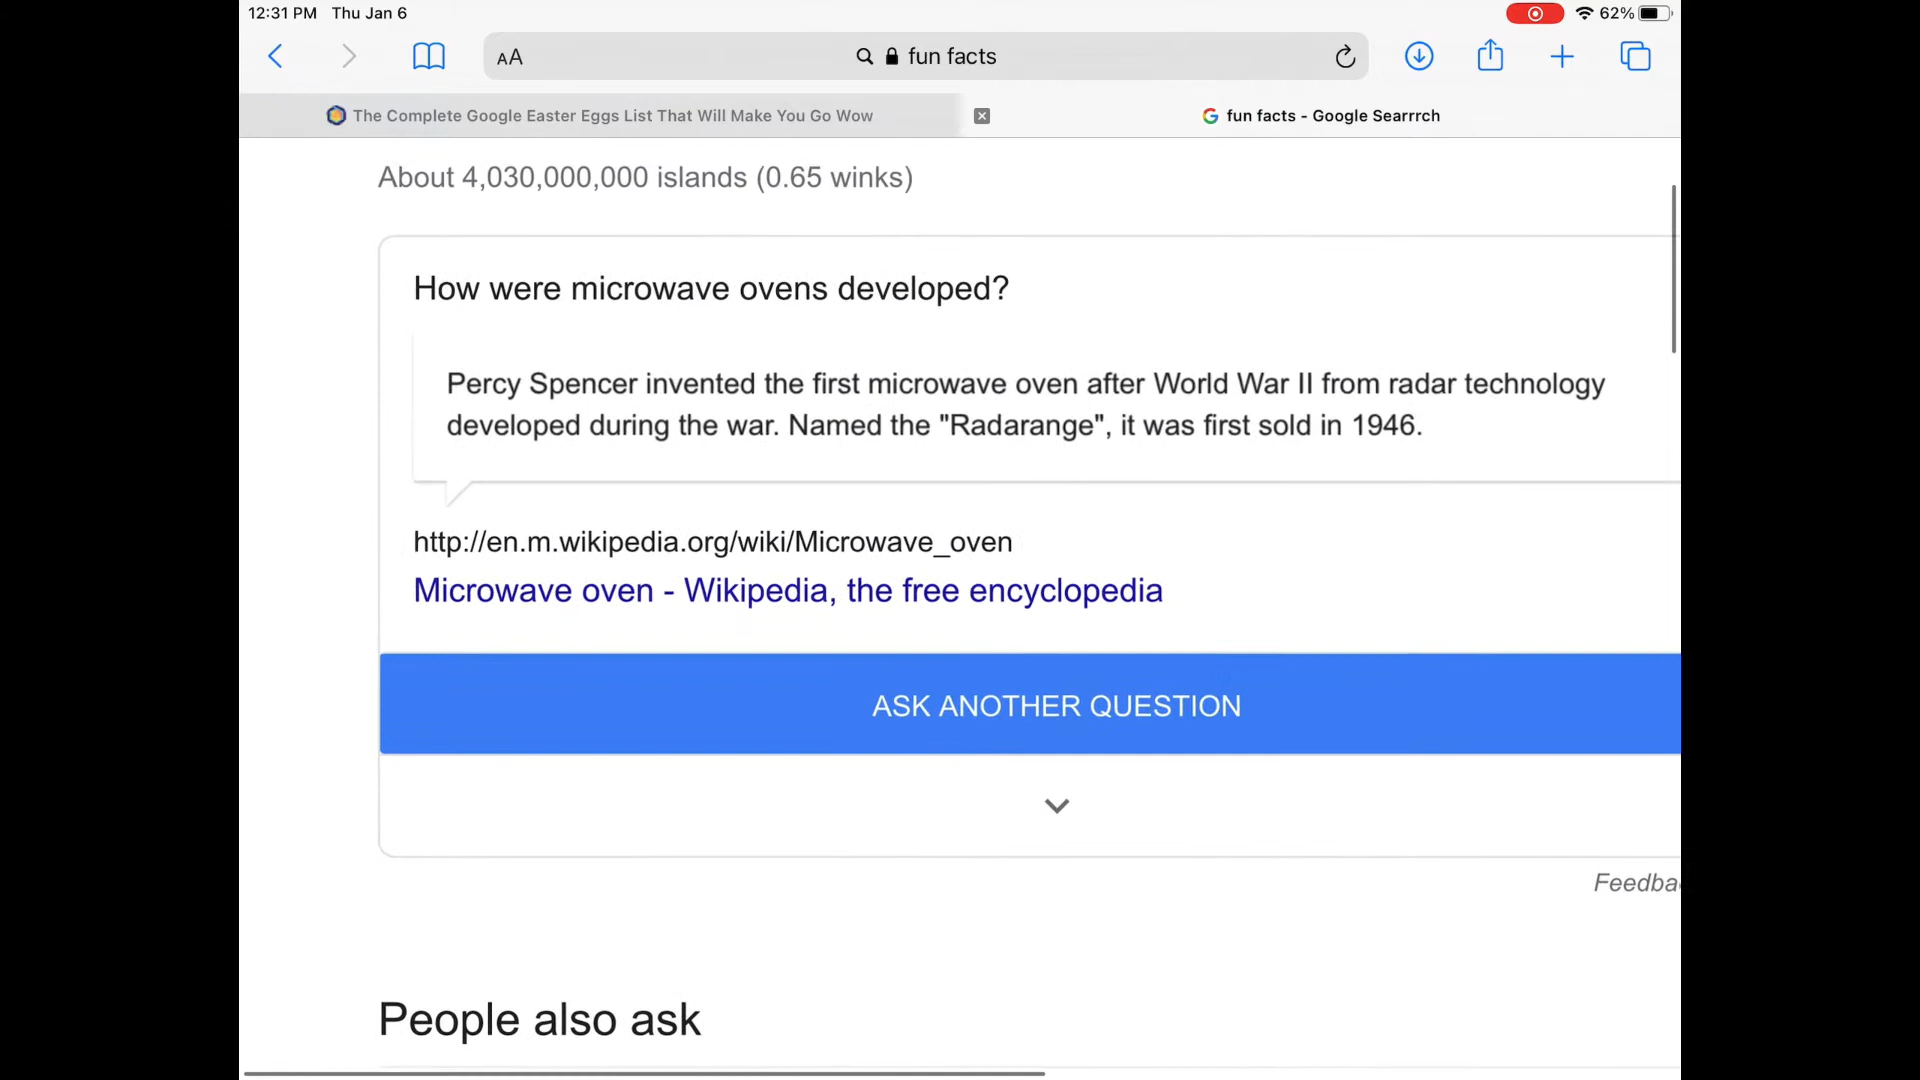 12:31 PM Thu Jan 6 62%
AA fun facts
The Complete Google Easter Eggs List That Will Make You Go Wow
fun facts - Google Searrrch
About 4,030,000,000 islands (0.65 winks)
How were microwave ovens developed?
Percy Spencer invented the first microwave oven after World War II from radar technology
developed during the war. Named the "Radarange", it was first sold in 1946.
http://en.m.wikipedia.org/wiki/Microwave_oven
Microwave oven - Wikipedia, the free encyclopedia
ASK ANOTHER QUESTION
Feedba
People also ask